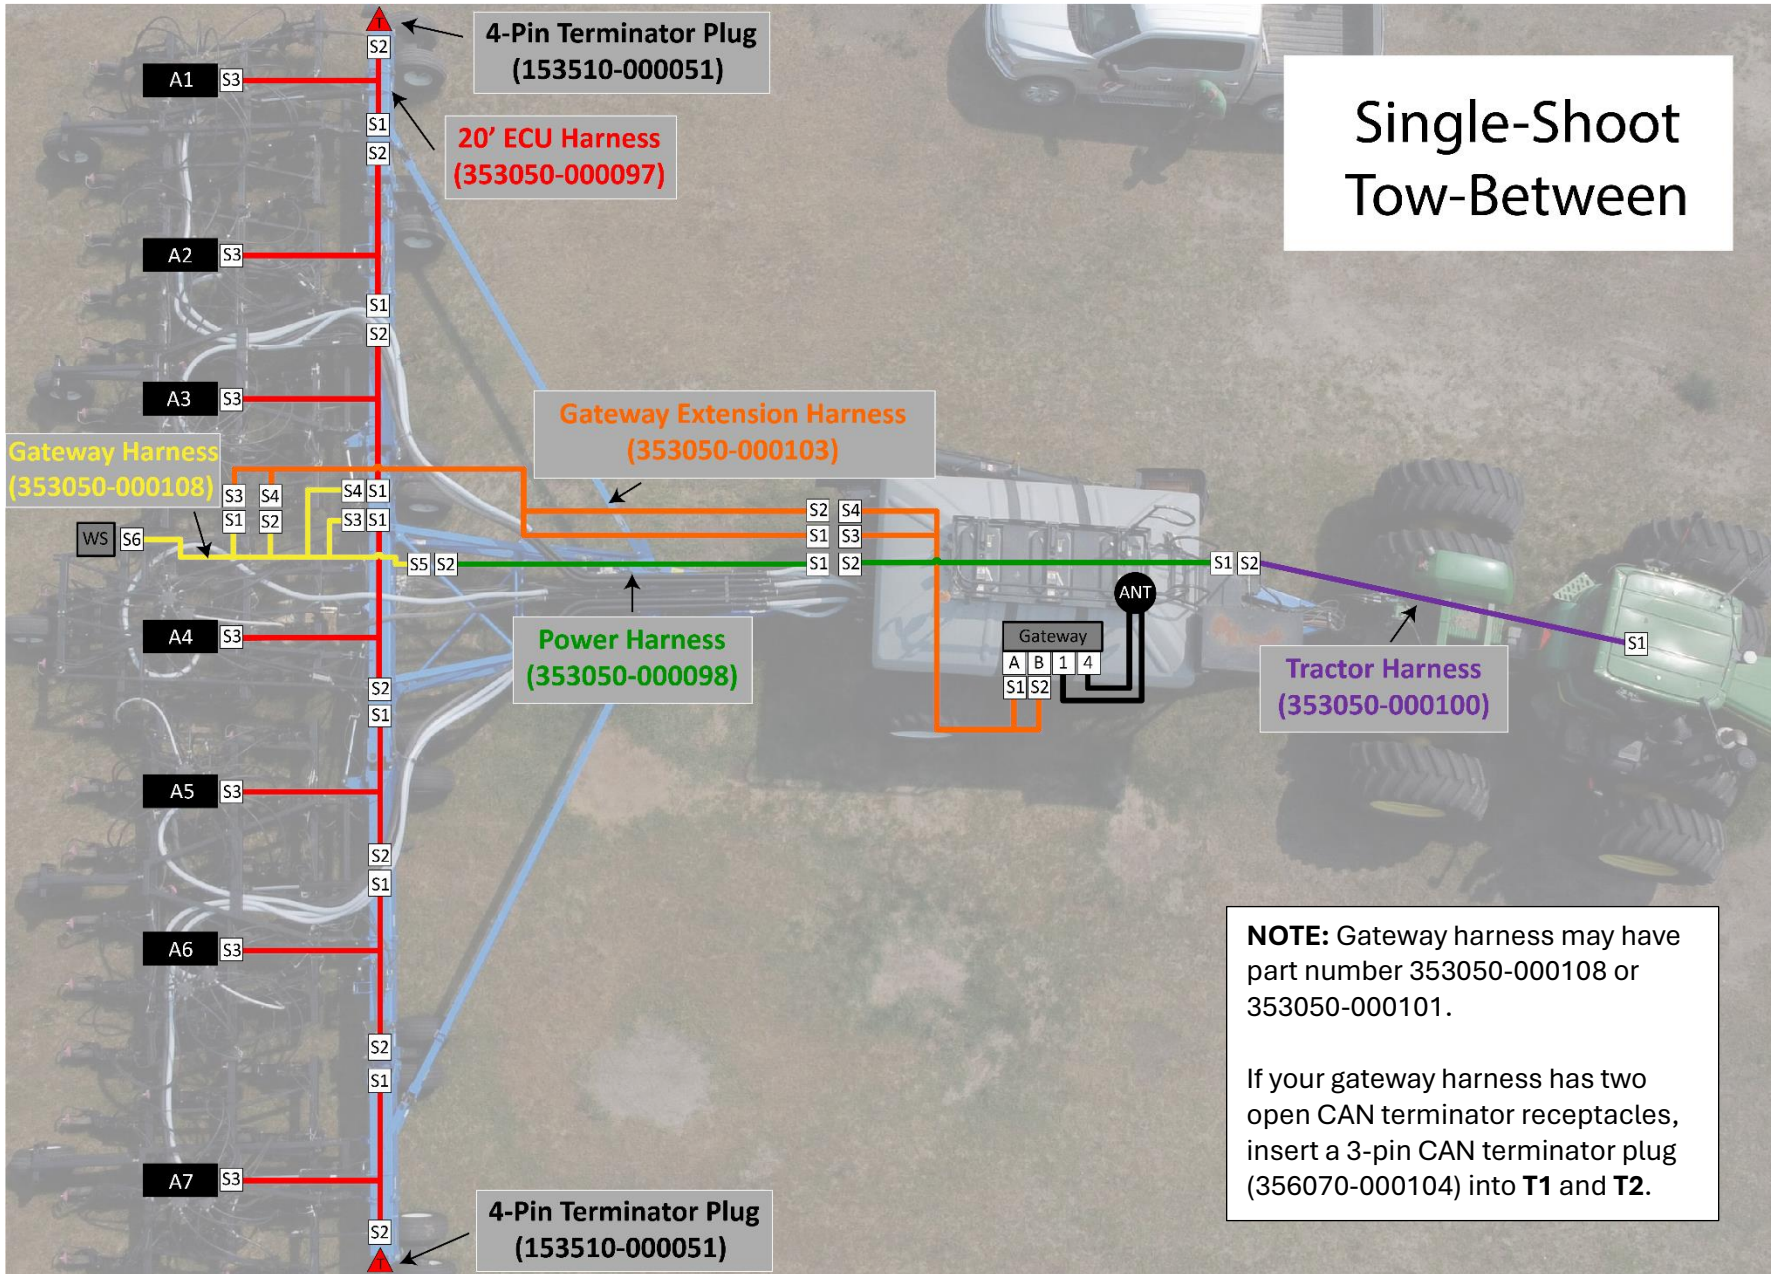 T
4-Pin Terminator Plug
(153510-000051)
S2
A1 S3
S1
20’ ECU Harness
(353050-000097)
S2
Single-Shoot
Tow-Between
A2 S3
S1
S2
A3 S3
Gateway Extension Harness
(353050-000103)
Gateway Harness
(353050-000108)
S3 S4
S4 S1
S1 S2
S3 S1
WS S6
S2 S4
S1 S3
S5 S2
S1 S2
S1 S2
ANT
Gateway
A B 1 4
S1 S2
A4 S3
Power Harness
(353050-000098)
S1
Tractor Harness
(353050-000100)
S2
S1
A5 S3
S2
S1
A6 S3
S2
S1
A7 S3
S2
T
4-Pin Terminator Plug
(153510-000051)
NOTE: Gateway harness may have
part number 353050-000108 or
353050-000101.
If your gateway harness has two
open CAN terminator receptacles,
insert a 3-pin CAN terminator plug
(356070-000104) into T1 and T2.